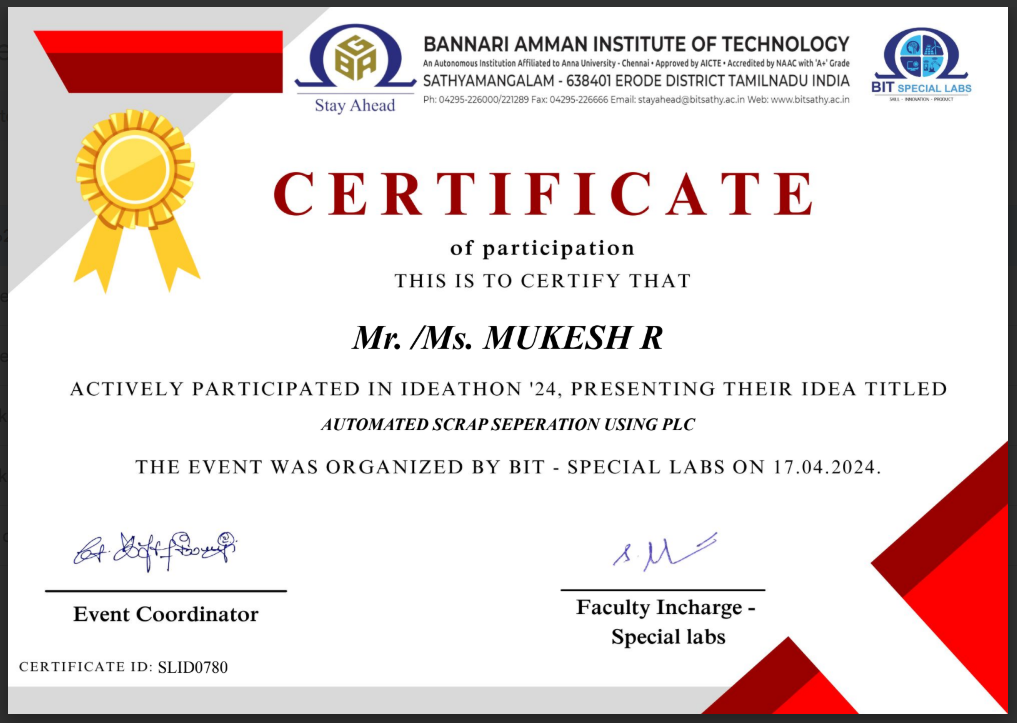 GBA
Stay Ahead
BANNARI AMMAN INSTITUTE OF TECHNOLOGY
An Autonomous Institution Affiliated to Anna University - Chennai • Approved by AICTE • Accredited by NAAC with 'A+' Grade
SATHYAMANGALAM - 638401 ERODE DISTRICT TAMILNADU INDIA
Ph: 04295-226000/221289 Fax: 04295-226666 Email: stayahead@bitsathy.ac.in Web: www.bitsathy.ac.in
BIT SPECIAL LABS
SKILL - INNOVATION - PRODUCT
CERTIFICATE
of participation
THIS IS TO CERTIFY THAT
Mr. /Ms. MUKESH R
ACTIVELY PARTICIPATED IN IDEATHON '24, PRESENTING THEIR IDEA TITLED
AUTOMATED SCRAP SEPERATION USING PLC
THE EVENT WAS ORGANIZED BY BIT - SPECIAL LABS ON 17.04.2024.
Event Coordinator
Faculty Incharge -
Special labs
CERTIFICATE ID: SLID0780